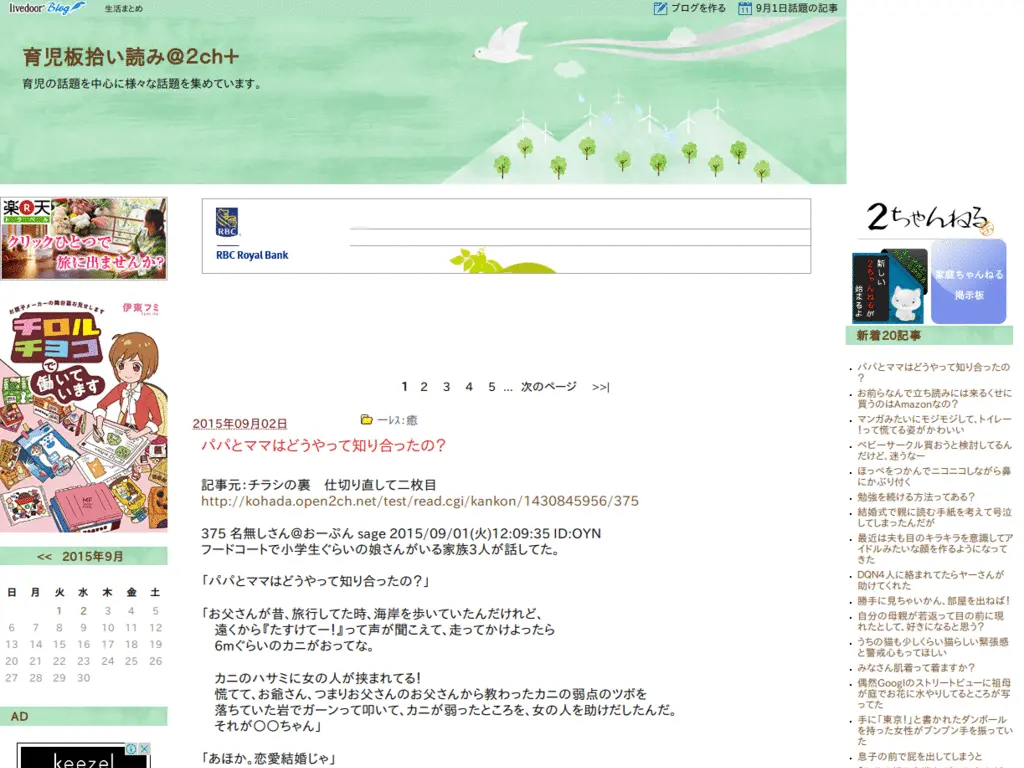 livedoor Blog 生活まとめ
ブログを作る 9月1日話題の記事
育児板拾い読み@2ch+
育児の話題を中心に様々な話題を集めています。
楽天
トラベル
クリックひとつで
旅に出ませんか?
お菓子メーカーの舞台裏お見せします
伊東フミ
チロル
チョコ
で
働いて
います
<< 2015年9月
日 月 火 水 木 金 土
1 2 3 4 5
6 7 8 9 10 11 12
13 14 15 16 17 18 19
20 21 22 23 24 25 26
27 28 29 30
AD
keezel
RBC
RBC Royal Bank
1 2 3 4 5 ... 次のページ >>|
2015年09月02日
一レス:癒
パパとママはどうやって知り合ったの?
記事元:チラシの裏 仕切り直して二枚目
http://kohada.open2ch.net/test/read.cgi/kankon/1430845956/375
375 名無しさん@おーぷん sage 2015/09/01(火)12:09:35 ID:OYN
フードコートで小学生ぐらいの娘さんがいる家族3人が話してた。
「パパとママはどうやって知り合ったの?」
「お父さんが昔、旅行してた時、海岸を歩いていたんだけれど、
遠くから『たすけてー!』って声が聞こえて、走ってかけよったら
6mぐらいのカニがおってな。
カニのハサミに女の人が挟まれてる!
慌てて、お爺さん、つまりお父さんのお父さんから教わったカニの弱点のツボを
落ちていた岩でガーンって叩いて、カニが弱ったところを、女の人を助けだしたんだ。
それが〇〇ちゃん」
「あほか。恋愛結婚じゃ」
2ちゃんねる
新しい
2ちゃんねるが
始まるよ
家庭ちゃんねる
掲示板
新着20記事
パパとママはどうやって知り合ったの
?
お前らなんで立ち読みには来るくせに
買うのはAmazonなの?
マンガみたいにモジモジして、トイレー
!って慌てる姿がかわいい
ベビーサークル買おうと検討してるん
だけど、迷うなー
ほっぺをつかんでニコニコしながら鼻
にかぶり付く
勉強を続ける方法ってある?
結婚式で親に読む手紙を考えて号泣
してしまったんだが
最近は夫も目のキラキラを意識してア
イドルみたいな顔を作るようになって
きた
DQN4人に絡まれてたらヤーさんが
助けてくれた
勝手に見ちゃいかん、部屋を出ねば!
自分の母親が若返って目の前に現
れたとして、好きになると思う?
うちの猫も少しくらい猫らしい緊張感
と警戒心もってほしい
みなさん肌着って着ますか?
偶然Googlのストリートビューに祖母
が庭でお花に水やりしてるところが写
ってた
手に「東京!」と書かれたダンボール
を持った女性がブンブン手を振ってい
た
息子の前で屁を出してしまうと